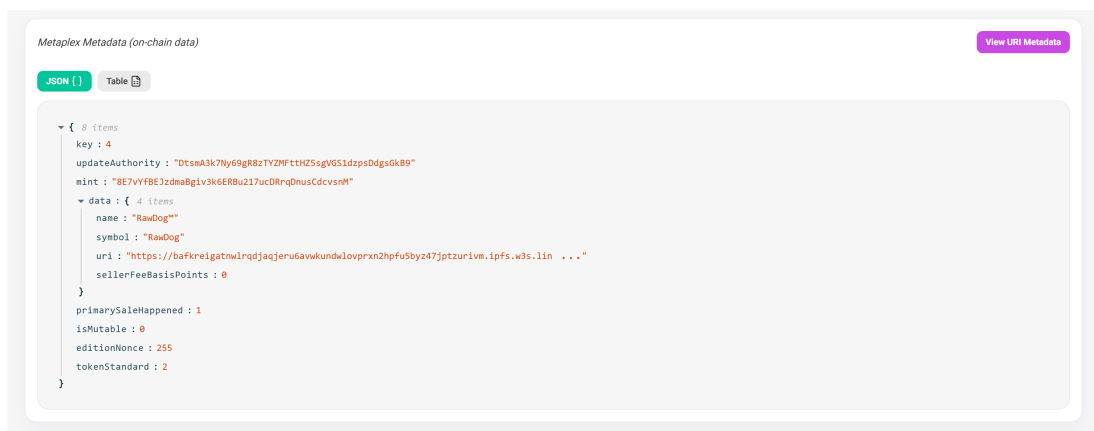 Metaplex Metadata (on-chain data)
View URI Metadata
JSON { }
Table
{ 8 items
key : 4
updateAuthority : "DtsmA3k7Ny69gR8zTYZMFttHZ5sgVGS1dzpsDdgsGkB9"
mint : "8E7vYfBEJzdmaBgiv3k6ERBu217ucDRrqDnusCdcvsnM"
data : { 4 items
name : "RawDog℠"
symbol : "RawDog"
uri : "https://bafkreigatnwlrqdjaqjeru6avwkundwlovprxn2hpfu5byz47jptzurivm.ipfs.w3s.lin ..."
sellerFeeBasisPoints : 0
}
primarySaleHappened : 1
isMutable : 0
editionNonce : 255
tokenStandard : 2
}